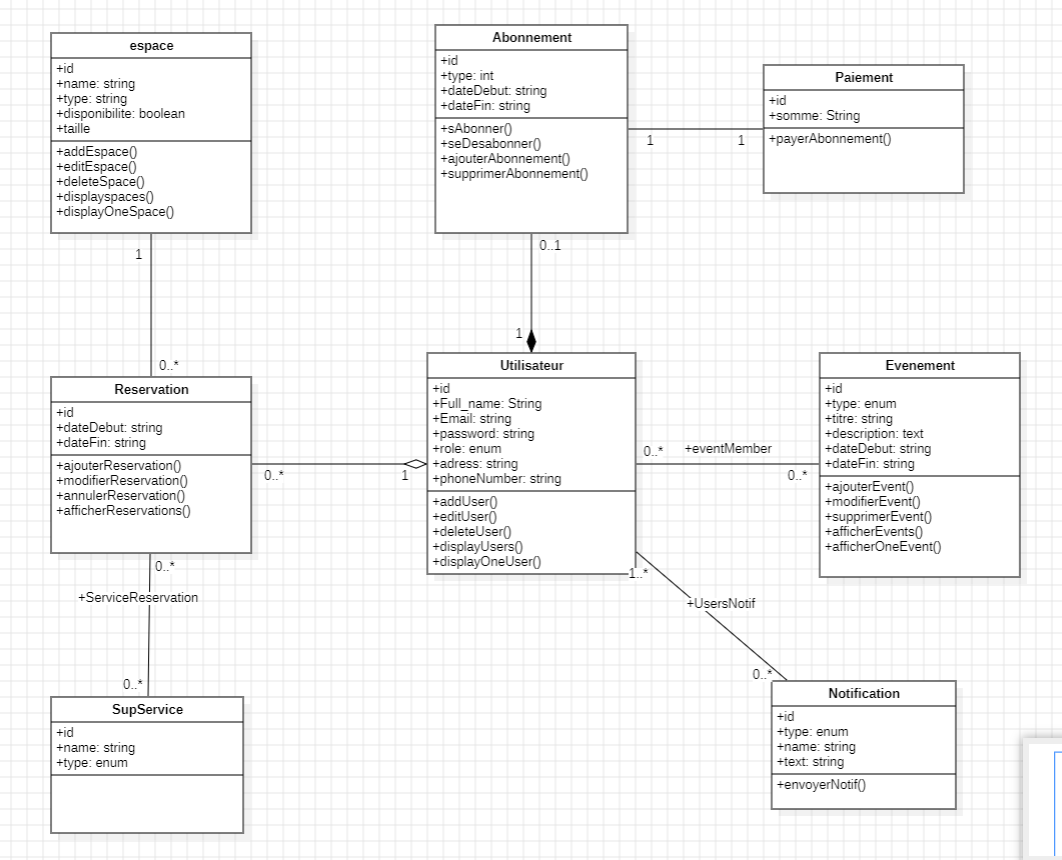 espace
+id
+name: string
+type: string
+disponibilite: boolean
+taille
+addEspace()
+editEspace()
+deleteSpace()
+displayspaces()
+displayOneSpace()
Abonnement
+id
+type: int
+dateDebut: string
+dateFin: string
+sAbonner()
+seDesabonner()
+ajouterAbonnement()
+supprimerAbonnement()
1
1
Paiement
+id
+somme: String
+payerAbonnement()
1
0..*
0..1
1
Reservation
+id
+dateDebut: string
+dateFin: string
+ajouterReservation()
+modifierReservation()
+annulerReservation()
+afficherReservations()
0..*
1
Utilisateur
+id
+Full_name: String
+Email: string
+password: string
+role: enum
+adress: string
+phoneNumber: string
+addUser()
+editUser()
+deleteUser()
+displayUsers()
+displayOneUser()
0..*
+eventMember
0..*
Evenement
+id
+type: enum
+titre: string
+description: text
+dateDebut: string
+dateFin: string
+ajouterEvent()
+modifierEvent()
+supprimerEvent()
+afficherEvents()
+afficherOneEvent()
0..*
+ServiceReservation
0..*
1..*
+UsersNotif
0..*
SupService
+id
+name: string
+type: enum
Notification
+id
+type: enum
+name: string
+text: string
+envoyerNotif()